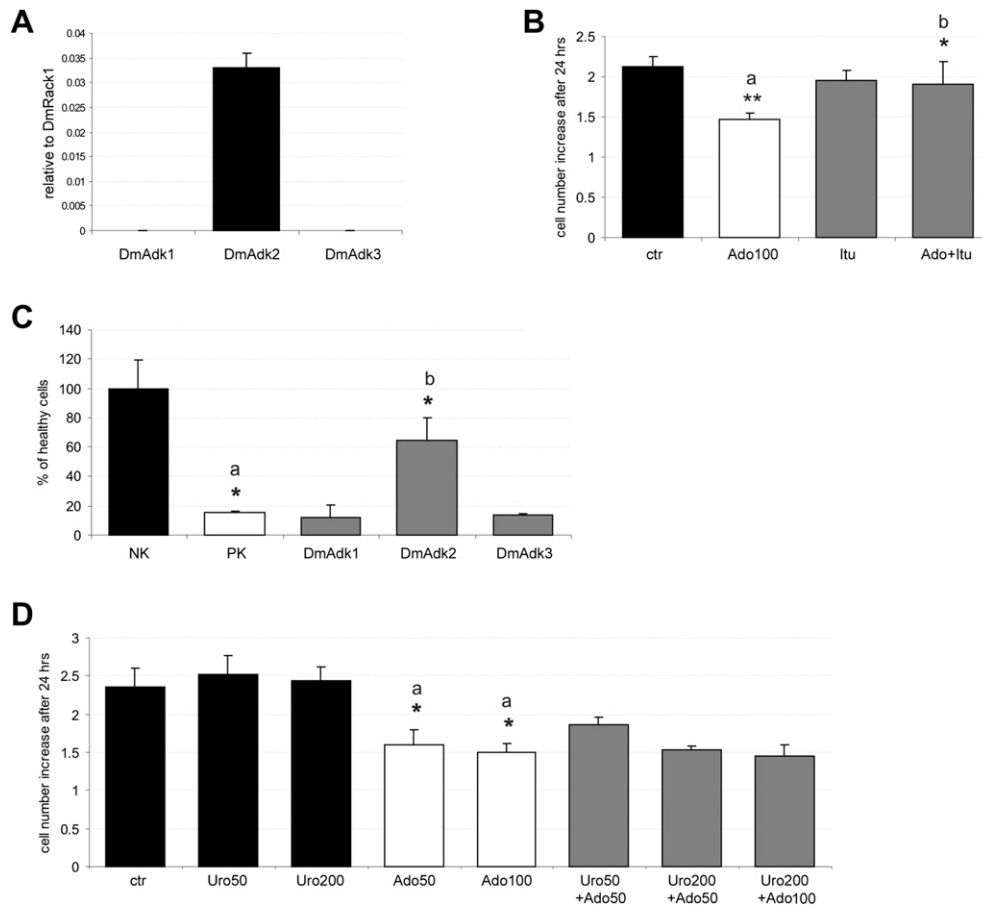 A
relative to DmRack1
0.04
0.035
0.03
0.025
0.02
0.015
0.01
0.005
0
DmAdk1 DmAdk2 DmAdk3
B
cell number increase after 24 hrs
2.5
2
1.5
1
0.5
0
a
**
b
*
ctr Ado100 Itu Ado+Itu
C
% of healthy cells
140
120
100
80
60
40
20
0
a
*
b
*
NK PK DmAdk1 DmAdk2 DmAdk3
D
cell number increase after 24 hrs
3
2.5
2
1.5
1
0.5
0
a
*
a
*
ctr Uro50 Uro200 Ado50 Ado100 Uro50 Uro200 Uro200
+Ado50 +Ado50 +Ado100